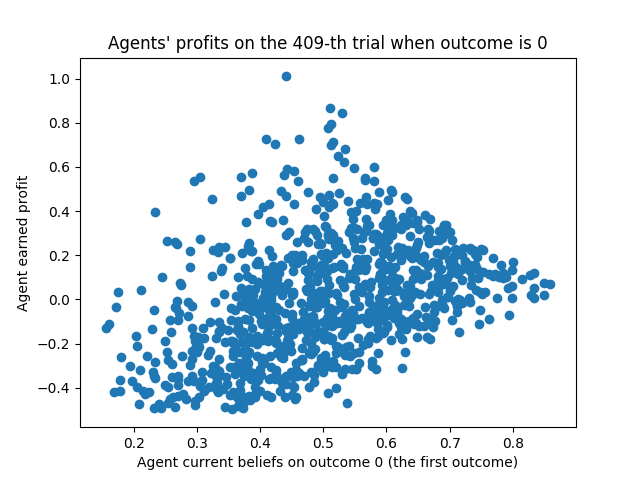 Agents' profits on the 409-th trial when outcome is 0
1.0
0.8
0.6
0.4
0.2
0.0
−0.2
−0.4
Agent earned profit
0.2 0.3 0.4 0.5 0.6 0.7 0.8
Agent current beliefs on outcome 0 (the first outcome)